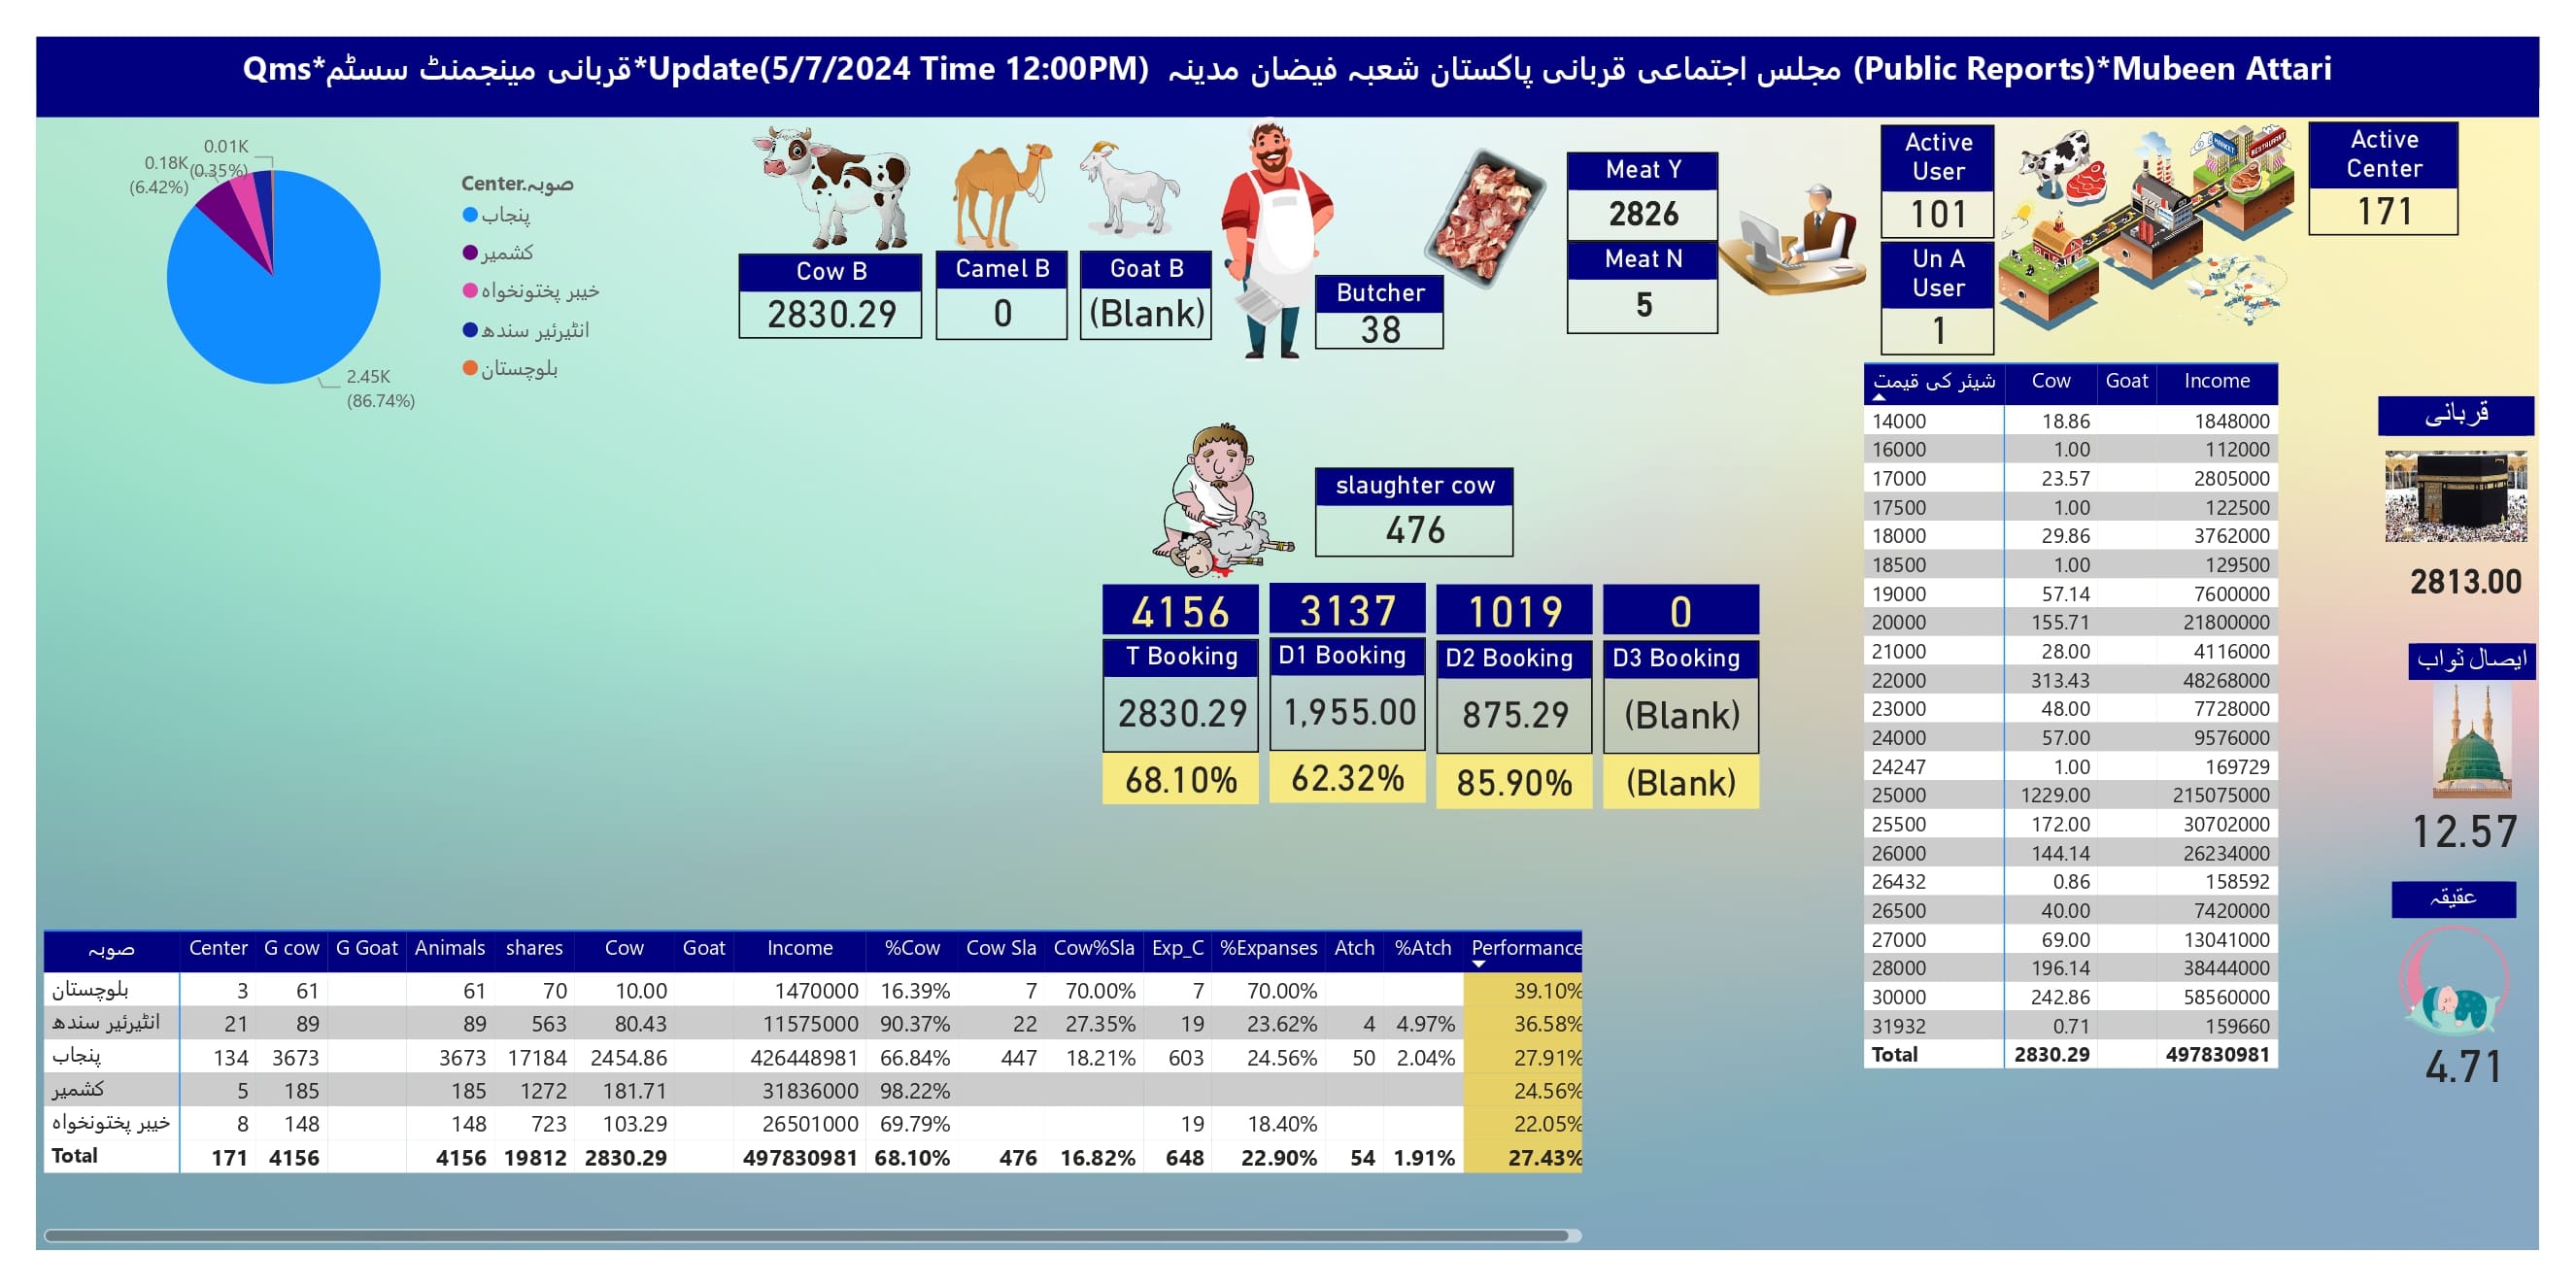 Qms*قربانی مینجمنٹ سسٹم*Update(5/7/2024 Time 12:00PM) مجلس اجتماعی قربانی پاکستان شعبہ فیضان مدینہ (Public Reports)*Mubeen Attari
0.01K
(0.35%)
0.18K
(6.42%)
2.45K
(86.74%)
Center.صوبہ
پنجاب
کشمیر
خیبر پختونخواہ
انٹیرئیر سندھ
بلوچستان
Cow B
2830.29
Camel B
0
Goat B
(Blank)
Butcher
38
Meat Y
2826
Meat N
5
Active User
101
Un A User
1
MARKET
RESTAURANT
Active Center
171
slaughter cow
476
4156 3137 1019 0
T Booking D1 Booking D2 Booking D3 Booking
2830.29 1,955.00 875.29 (Blank)
68.10% 62.32% 85.90% (Blank)
شیئر کی قیمت Cow Goat Income
14000 18.86 1848000
16000 1.00 112000
17000 23.57 2805000
17500 1.00 122500
18000 29.86 3762000
18500 1.00 129500
19000 57.14 7600000
20000 155.71 21800000
21000 28.00 4116000
22000 313.43 48268000
23000 48.00 7728000
24000 57.00 9576000
24247 1.00 169729
25000 1229.00 215075000
25500 172.00 30702000
26000 144.14 26234000
26432 0.86 158592
26500 40.00 7420000
27000 69.00 13041000
28000 196.14 38444000
30000 242.86 58560000
31932 0.71 159660
Total 2830.29 497830981
قربانی
2813.00
ایصال ثواب
12.57
عقیقہ
4.71
صوبہ Center G cow G Goat Animals shares Cow Goat Income %Cow Cow Sla Cow%Sla Exp_C %Expanses Atch %Atch Performance
بلوچستان 3 61 61 70 10.00 1470000 16.39% 7 70.00% 7 70.00% 39.10%
انٹیرئیر سندھ 21 89 89 563 80.43 11575000 90.37% 22 27.35% 19 23.62% 4 4.97% 36.58%
پنجاب 134 3673 3673 17184 2454.86 426448981 66.84% 447 18.21% 603 24.56% 50 2.04% 27.91%
کشمیر 5 185 185 1272 181.71 31836000 98.22% 24.56%
خیبر پختونخواہ 8 148 148 723 103.29 26501000 69.79% 19 18.40% 22.05%
Total 171 4156 4156 19812 2830.29 497830981 68.10% 476 16.82% 648 22.90% 54 1.91% 27.43%